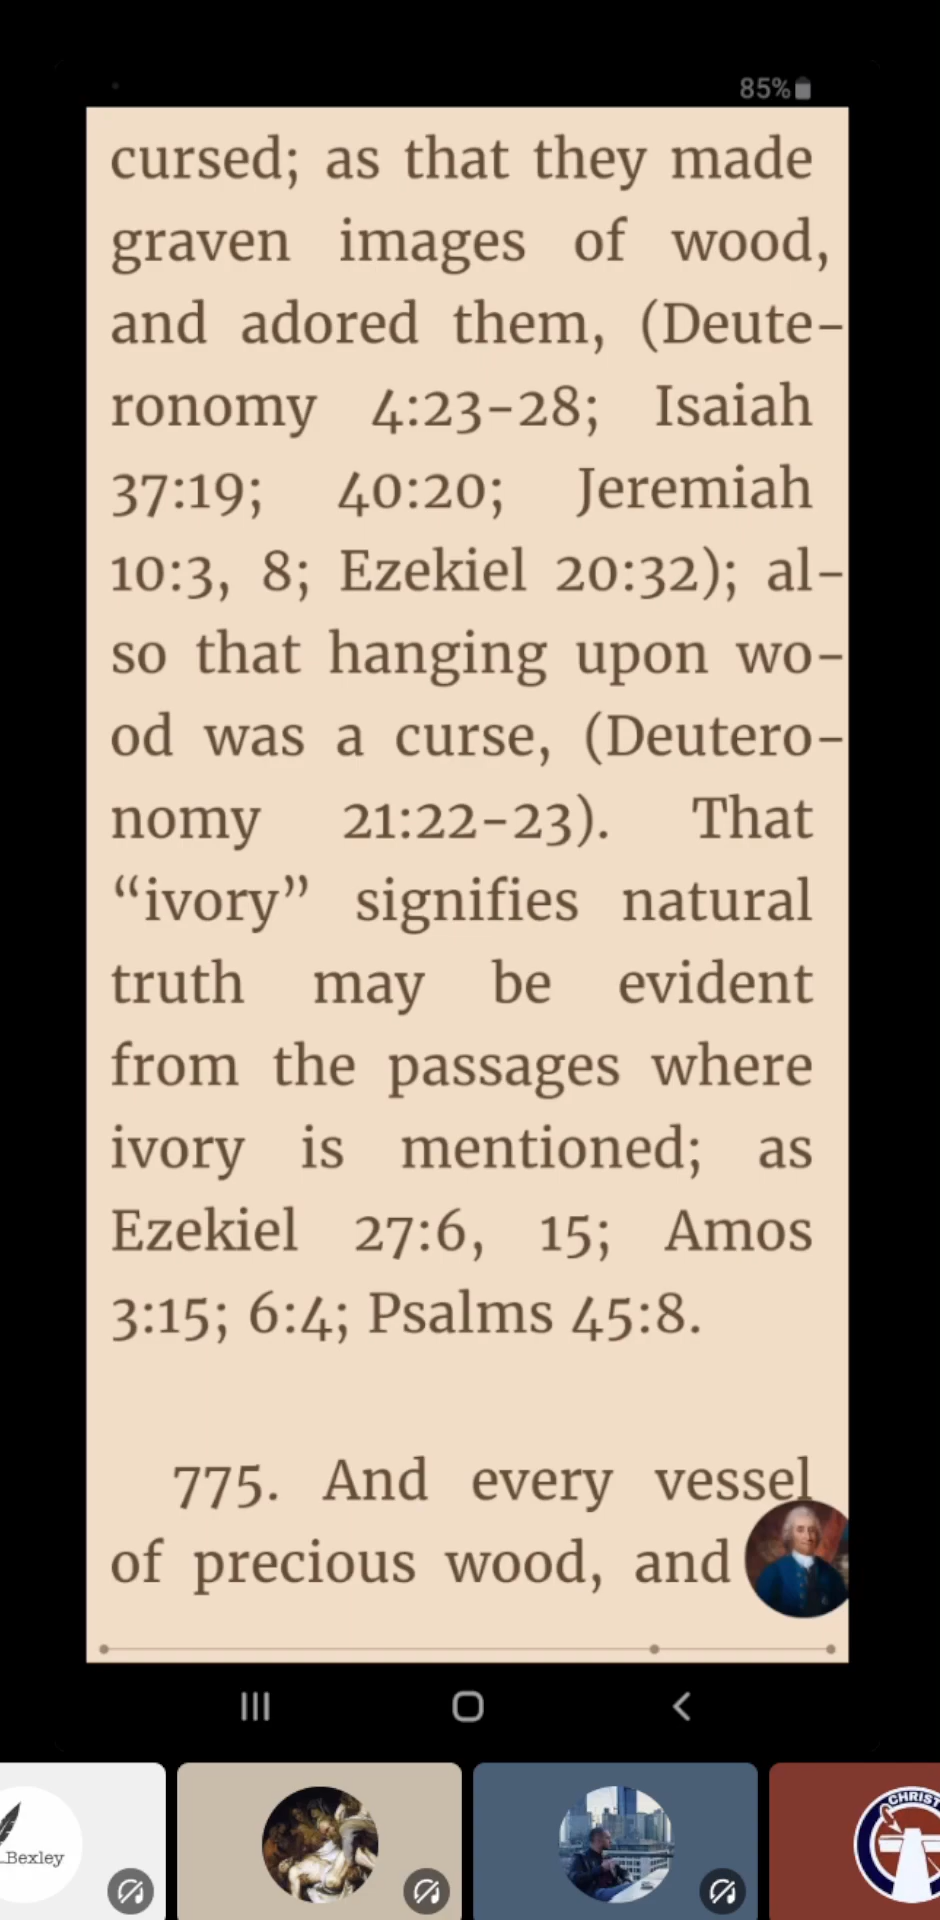 85%
cursed; as that they made
graven images of wood,
and adored them, (Deute-
ronomy 4:23-28; Isaiah
37:19; 40:20; Jeremiah
10:3, 8; Ezekiel 20:32); al-
so that hanging upon wo-
od was a curse, (Deutero-
nomy 21:22-23). That
“ivory” signifies natural
truth may be evident
from the passages where
ivory is mentioned; as
Ezekiel 27:6, 15; Amos
3:15; 6:4; Psalms 45:8.
775. And every vessel
of precious wood, and
Bexley
CHRIST